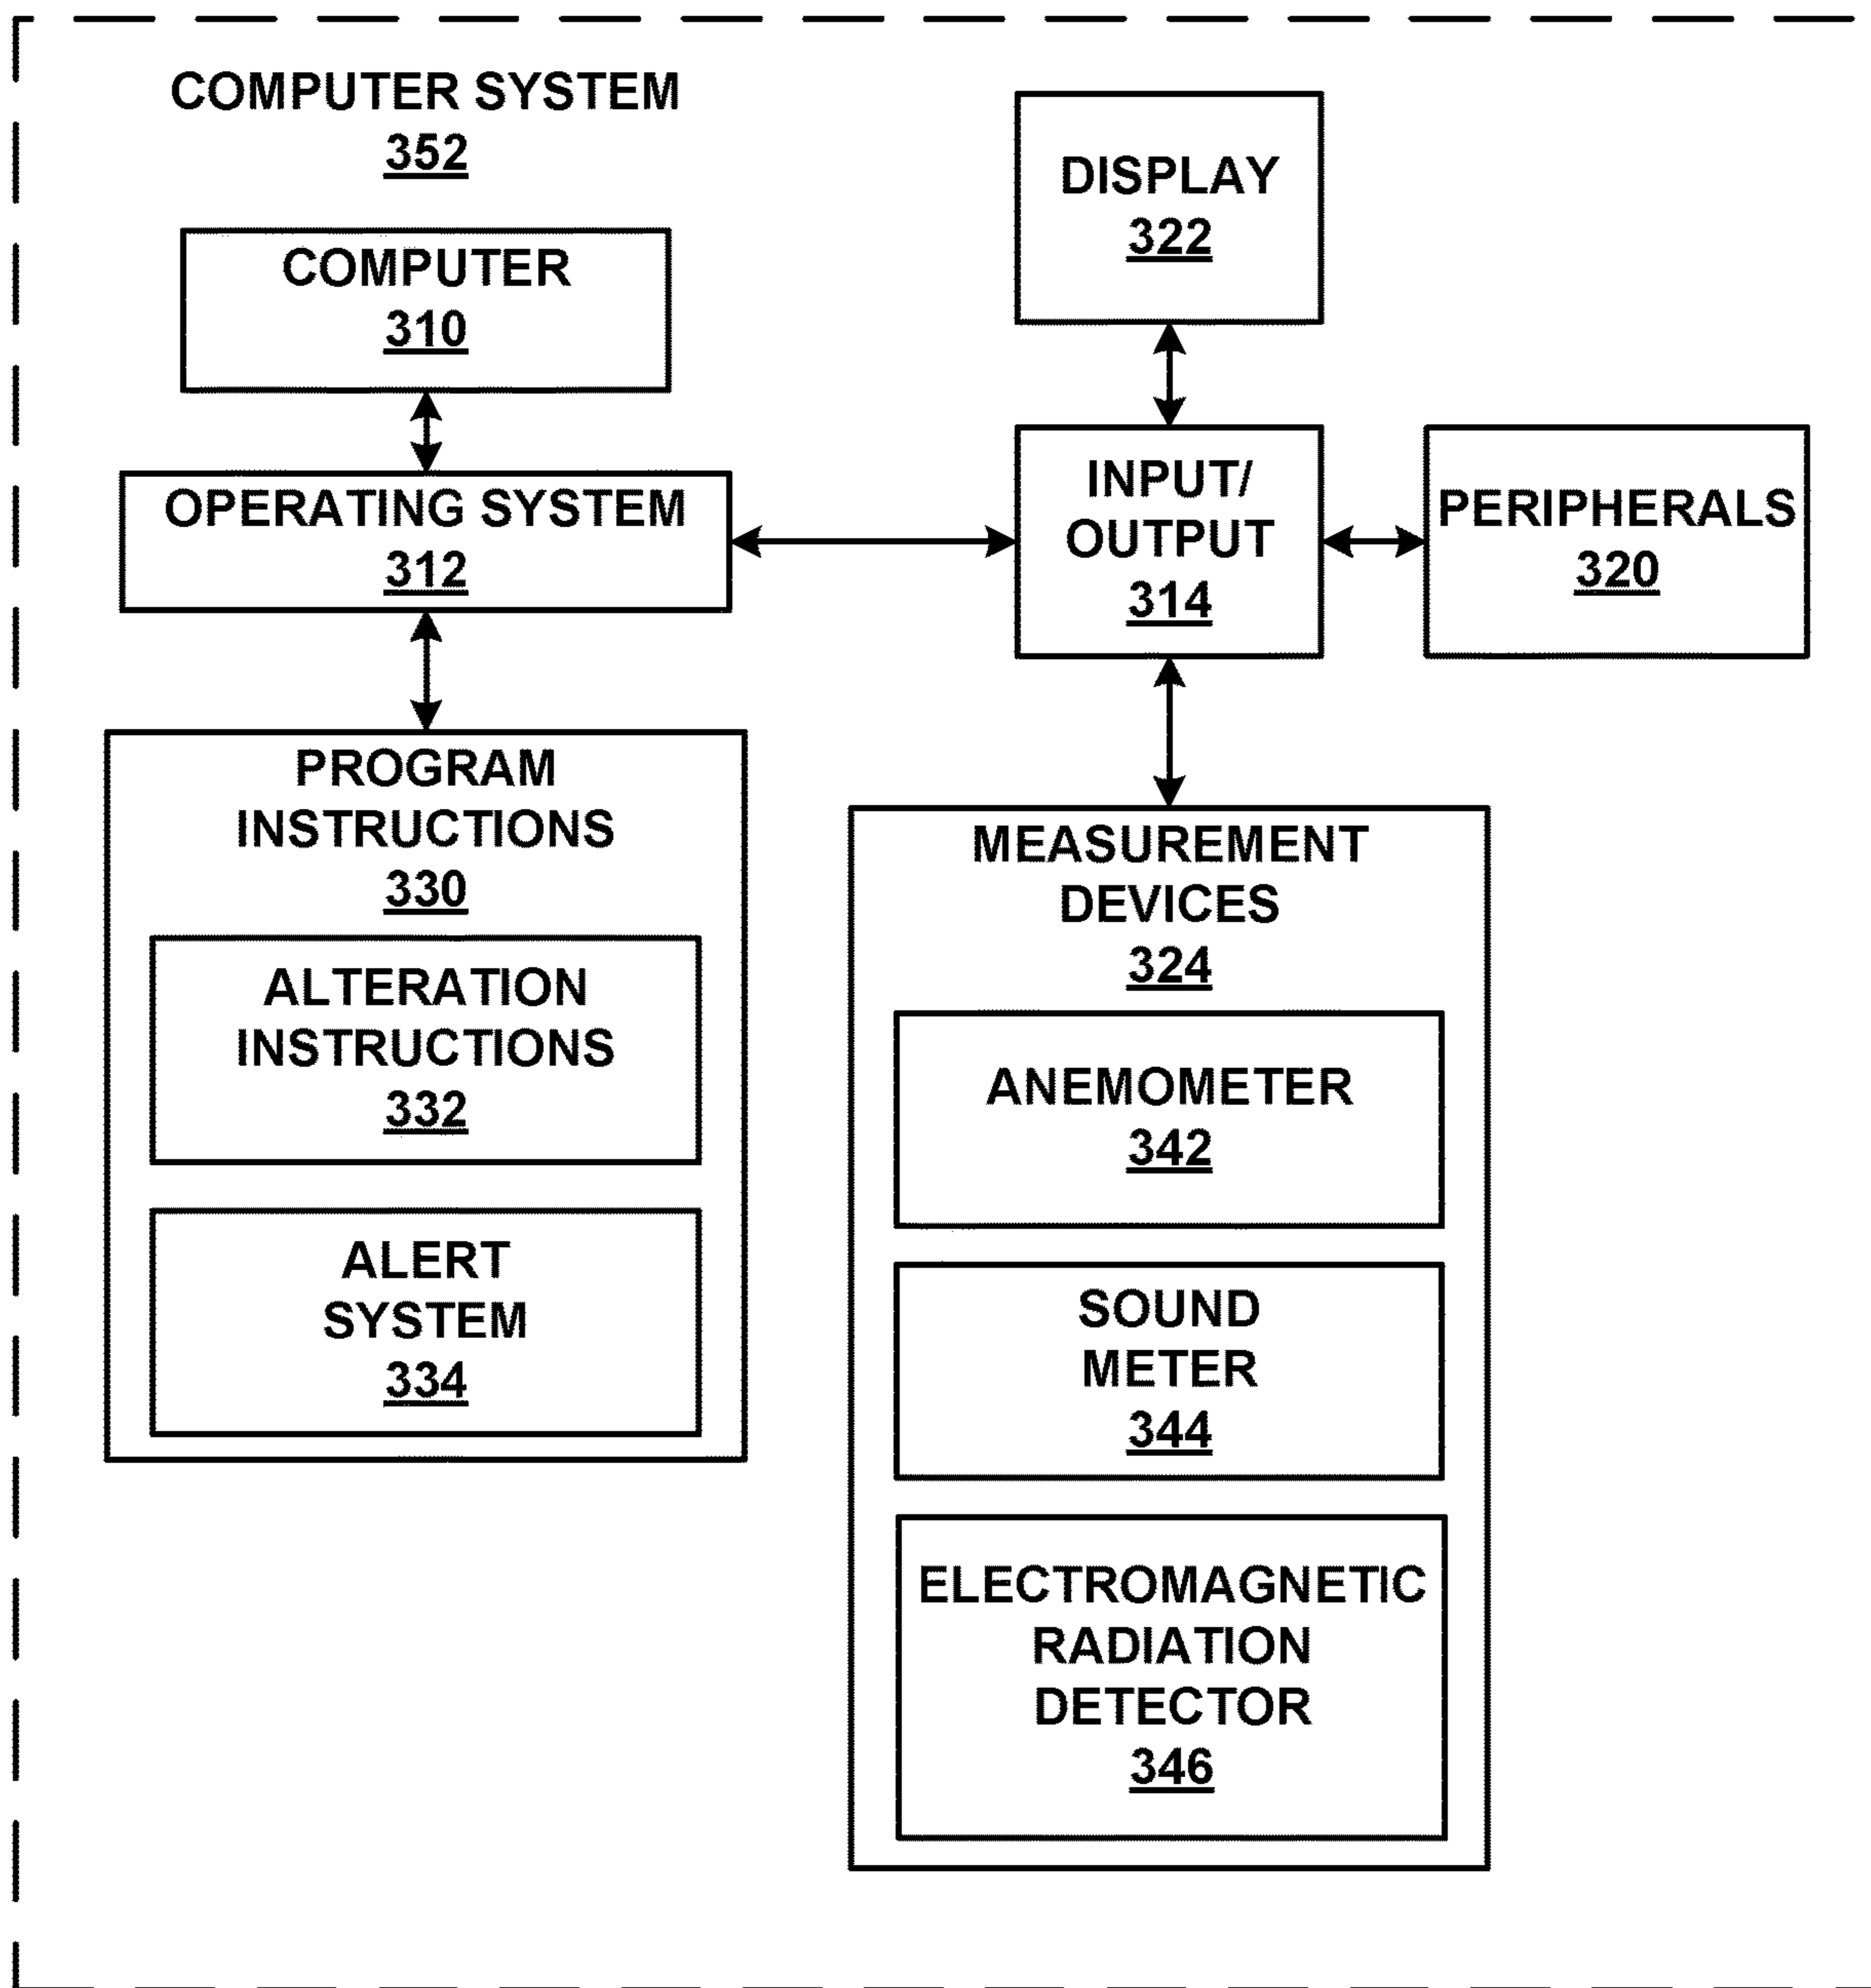 COMPUTER SYSTEM
352
COMPUTER
310
OPERATING SYSTEM
312
PROGRAM
INSTRUCTIONS
330
ALTERATION
INSTRUCTIONS
332
ALERT
SYSTEM
334
DISPLAY
322
INPUT/
OUTPUT
314
PERIPHERALS
320
MEASUREMENT
DEVICES
324
ANEMOMETER
342
SOUND
METER
344
ELECTROMAGNETIC
RADIATION
DETECTOR
346